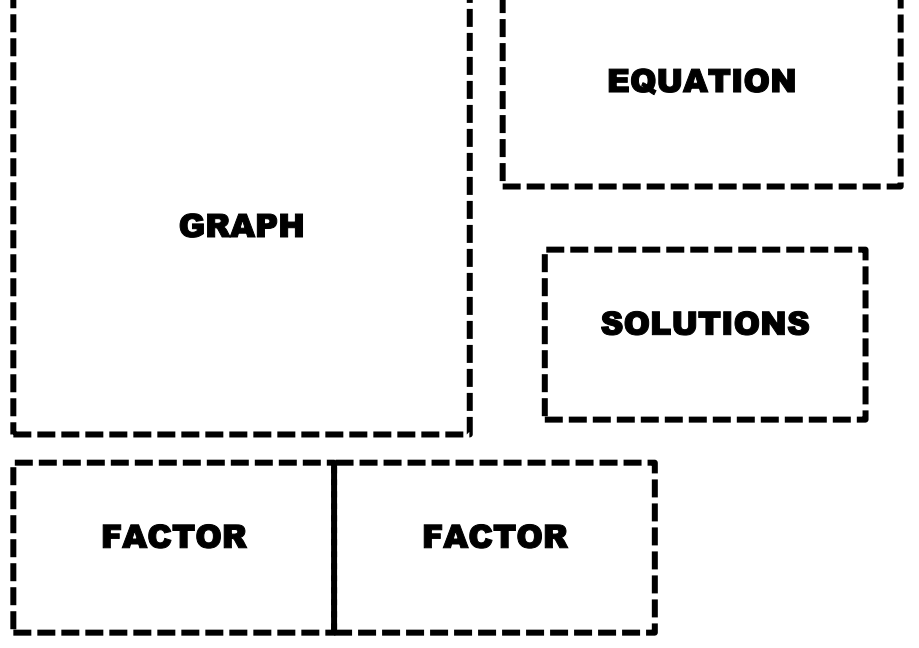 EQUATION
GRAPH
SOLUTIONS
FACTOR
FACTOR